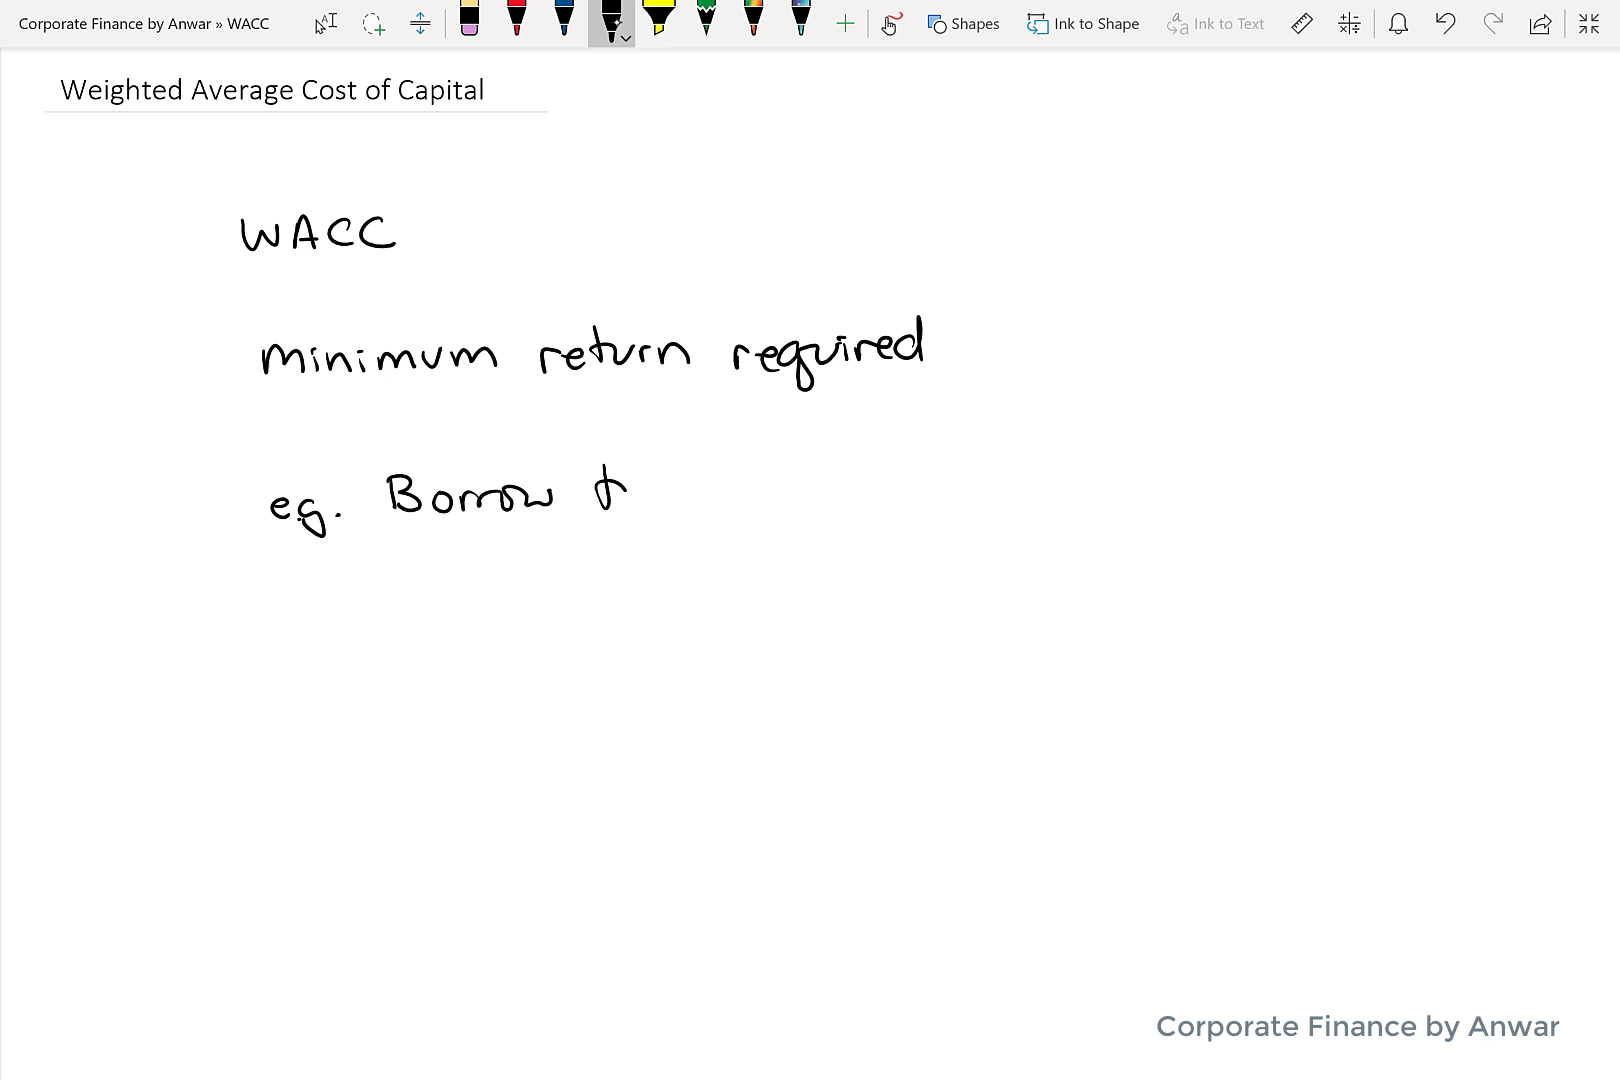 Corporate Finance by Anwar » WACC
Shapes
Ink to Shape
Ink to Text
Weighted Average Cost of Capital
WACC
minimum return required
eg. Borrow
Corporate Finance by Anwar